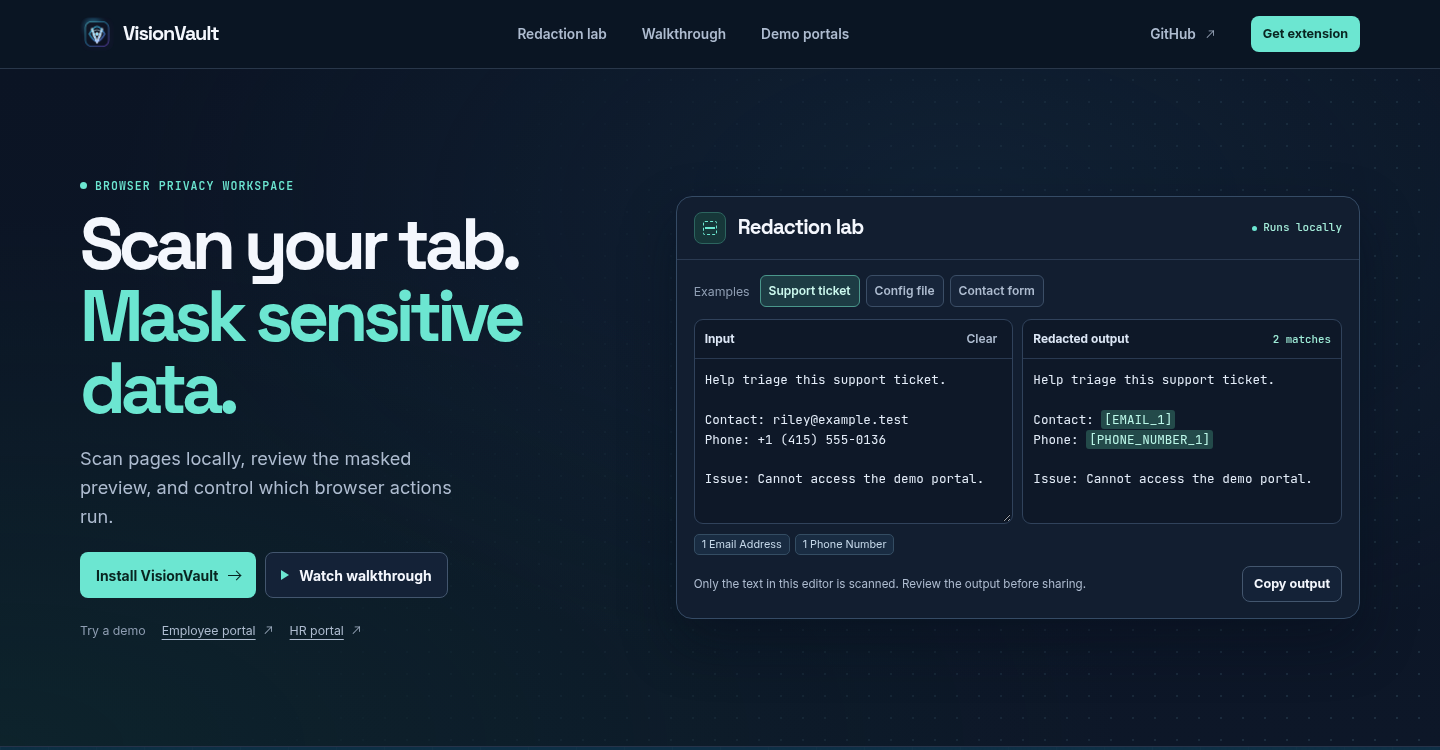 VisionVault
Redaction lab
Walkthrough
Demo portals
GitHub
Get extension
BROWSER PRIVACY WORKSPACE
Scan your tab.
Mask sensitive
data.
Scan pages locally, review the masked
preview, and control which browser actions
run.
Install VisionVault
Watch walkthrough
Try a demo Employee portal HR portal
Redaction lab
Runs locally
Examples Support ticket Config file Contact form
Input Clear
Help triage this support ticket.
Contact: riley@example.test
Phone: +1 (415) 555-0136
Issue: Cannot access the demo portal.
Redacted output 2 matches
Help triage this support ticket.
Contact: [EMAIL_1]
Phone: [PHONE_NUMBER_1]
Issue: Cannot access the demo portal.
1 Email Address 1 Phone Number
Only the text in this editor is scanned. Review the output before sharing.
Copy output